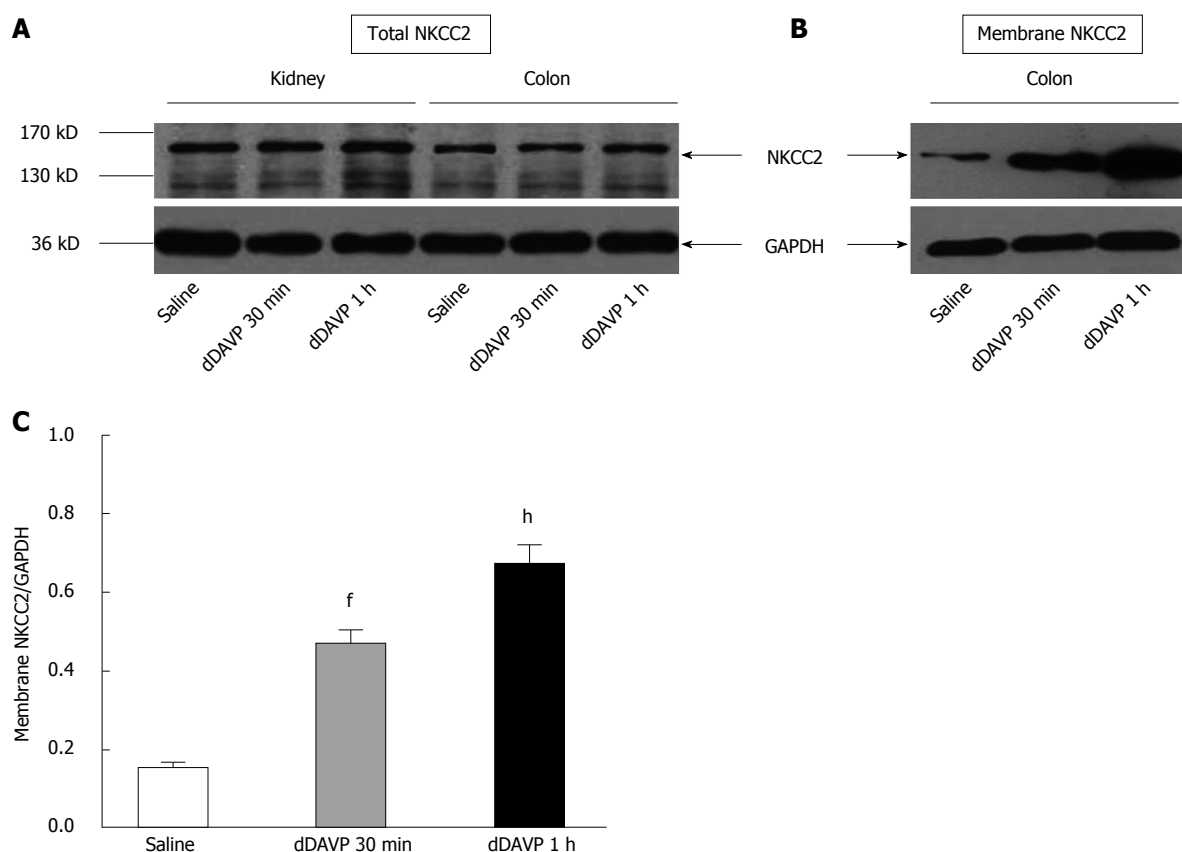 A
Total NKCC2
Kidney
Colon
170 kD
130 kD
36 kD
Saline
dDAVP 30 min
dDAVP 1 h
Saline
dDAVP 30 min
dDAVP 1 h
NKCC2
GAPDH
B
Membrane NKCC2
Colon
Saline
dDAVP 30 min
dDAVP 1 h
C
Membrane NKCC2/GAPDH
1.0
0.8
0.6
0.4
0.2
0.0
f
h
Saline
dDAVP 30 min
dDAVP 1 h